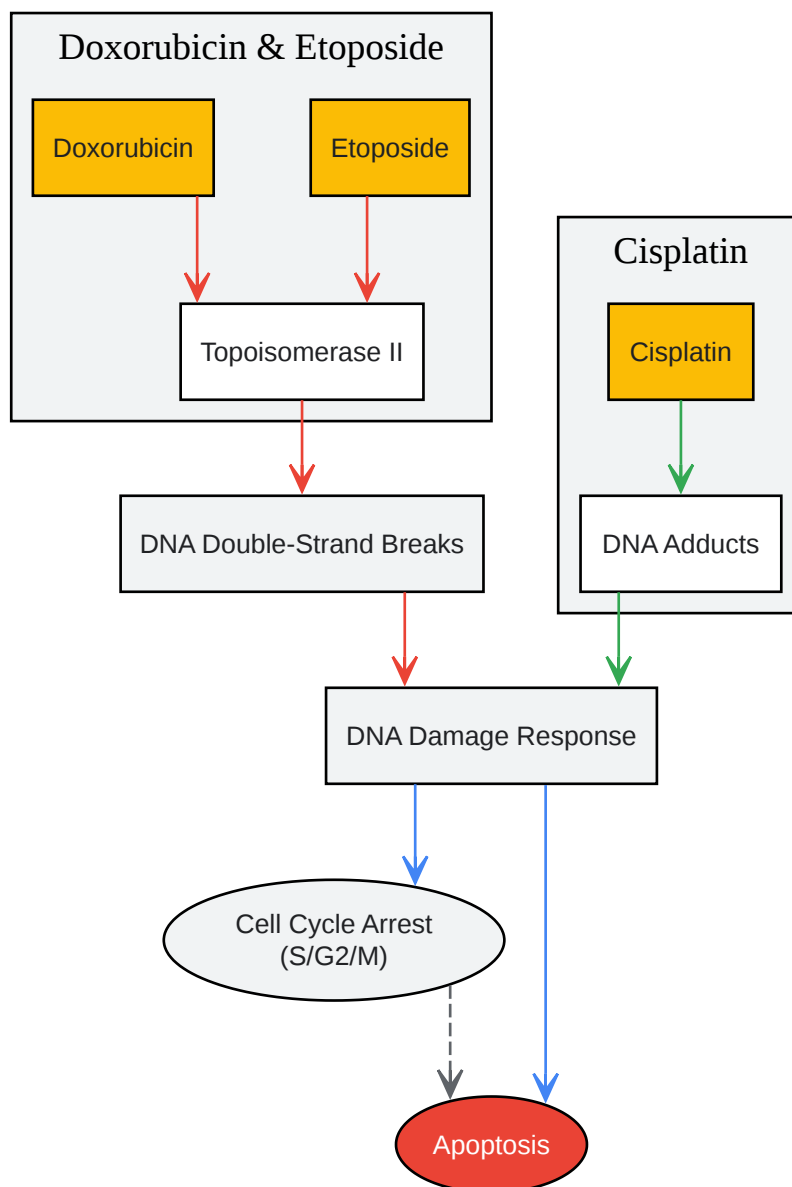 Doxorubicin & Etoposide
Doxorubicin
Etoposide
Cisplatin
Topoisomerase II
Cisplatin
DNA Double-Strand Breaks
DNA Adducts
DNA Damage Response
Cell Cycle Arrest
(S/G2/M)
Apoptosis